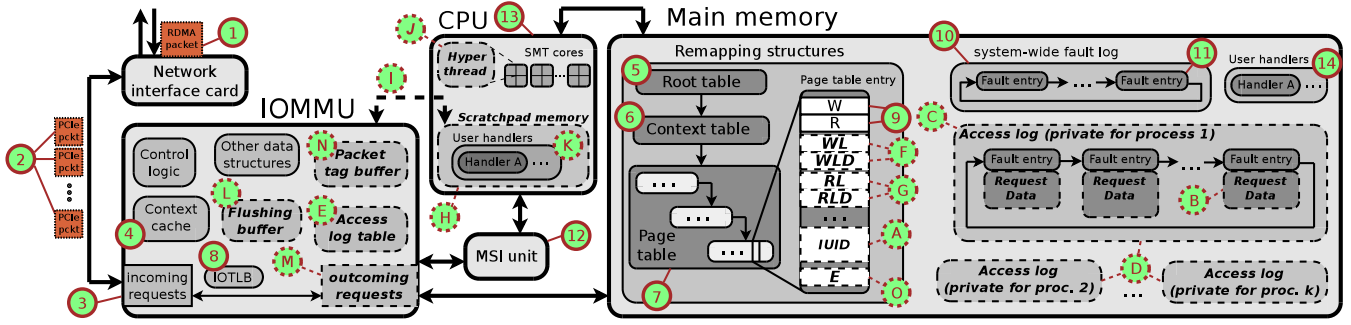 RDMA
packet
1
Network
interface card
PCIe
pckt
PCIe
pckt
PCIe
pckt
2
3
IOMMU
Control
logic
Other data
structures
N
Packet
tag buffer
L
Context
cache
Flushing
buffer
E
Access
log table
4
8
IOTLB
M
Incoming
requests
outcoming
requests
I
CPU
13
J
Hyper
thread
SMT cores
...
Scratchpad memory
User handlers
Handler A
...
K
H
MSI unit
12
Main memory
Remapping structures
5
Root table
6
Context table
...
...
...
Page
table
7
Page table entry
W
R
9
WL
WLD
F
RL
RLD
G
...
IUID
A
E
O
10
system-wide fault log
11
Fault entry
...
Fault entry
User handlers
14
Handler A
...
C
Access log (private for process 1)
Fault entry
Fault entry
...
Fault entry
Request
Data
Request
Data
B
Request
Data
Access log
(private for proc. 2)
D
...
Access log
(private for proc. k)